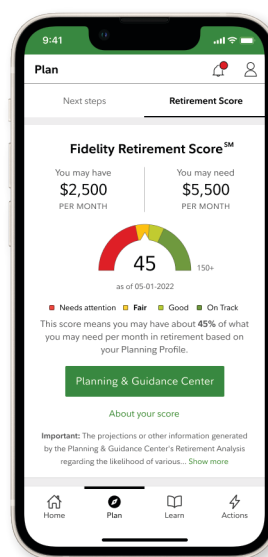 9:41
Plan
Next steps
Retirement Score
Fidelity Retirement Score℠
You may have
$2,500
PER MONTH
You may need
$5,500
PER MONTH
45
150+
as of 05-01-2022
Needs attention Fair Good On Track
This score means you may have about 45% of what
you may need per month in retirement based on
your Planning Profile.
Planning & Guidance Center
About your score
Important: The projections or other information generated
by the Planning & Guidance Center's Retirement Analysis
regarding the likelihood of various... Show more
Home Plan Learn Actions